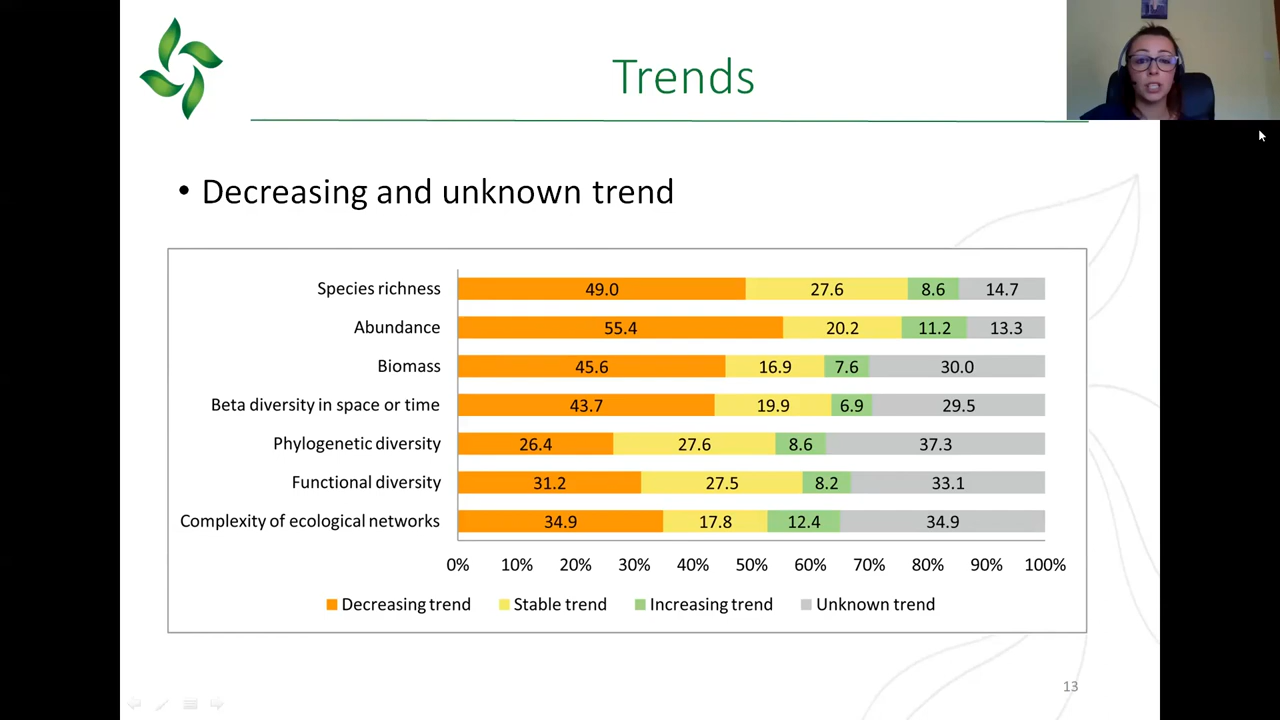 Trends
• Decreasing and unknown trend
Species richness 49.0 27.6 8.6 14.7
Abundance 55.4 20.2 11.2 13.3
Biomass 45.6 16.9 7.6 30.0
Beta diversity in space or time 43.7 19.9 6.9 29.5
Phylogenetic diversity 26.4 27.6 8.6 37.3
Functional diversity 31.2 27.5 8.2 33.1
Complexity of ecological networks 34.9 17.8 12.4 34.9
0% 10% 20% 30% 40% 50% 60% 70% 80% 90% 100%
Decreasing trend Stable trend Increasing trend Unknown trend
13